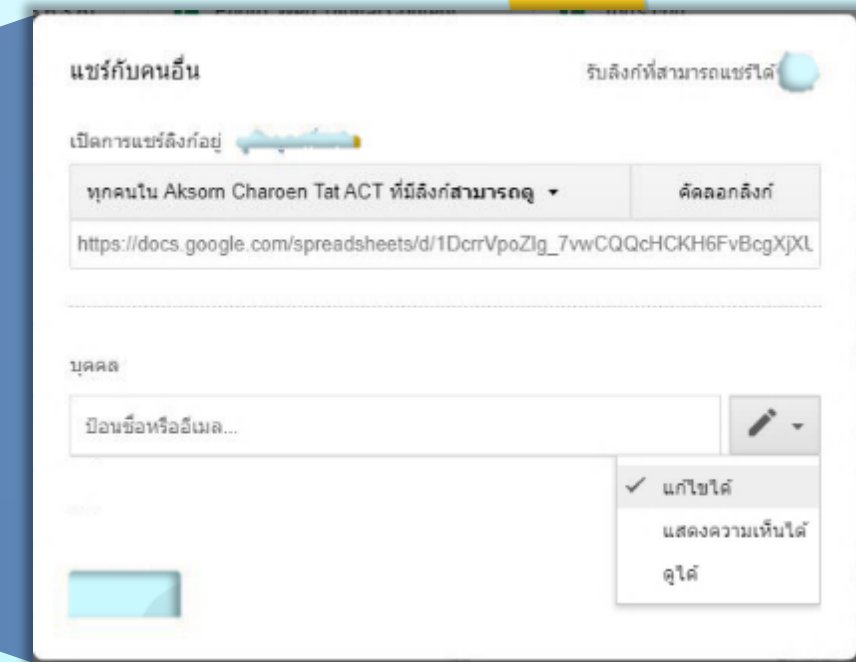 แชร์กับคนอื่น
รับลิงก์ที่สามารถแชร์ได้
เปิดการแชร์ลิงก์อยู่
ทุกคนใน Aksorn Charoen Tat ACT ที่มีลิงก์สามารถดู
คัดลอกลิงก์
https://docs.google.com/spreadsheets/d/1DcrrVpoZIg_7vwCQQcHCKH6FvBcgXjXU
บุคคล
ป้อนชื่อหรืออีเมล...
แก้ไขได้
แสดงความเห็นได้
ดูได้